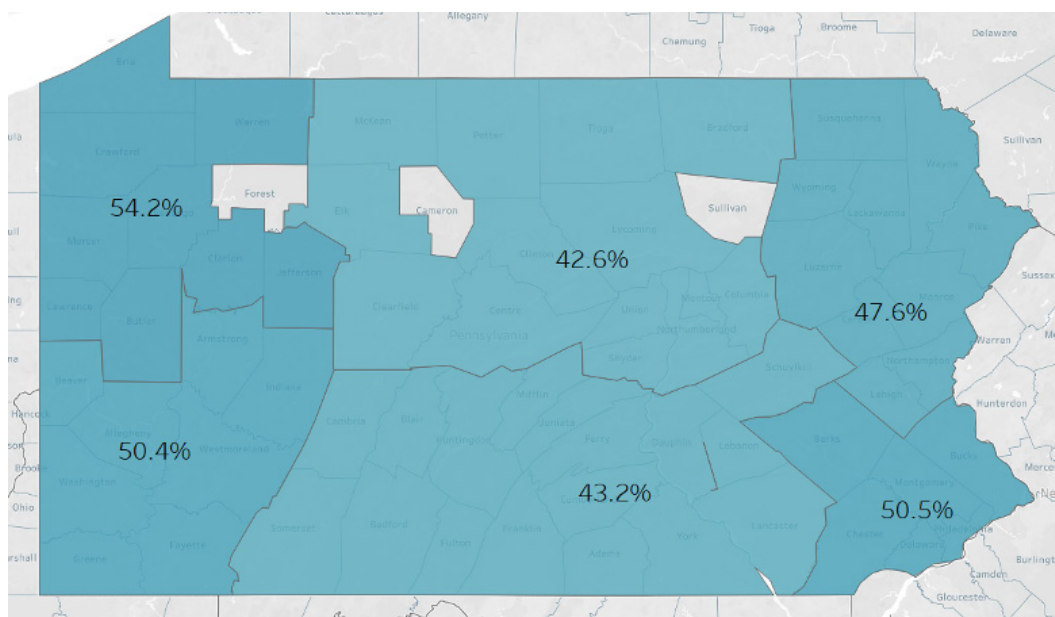 Allegany
Tioga
Broome
Delaware
Chemung
Erie
Warren
McKean
Potter
Tioga
Bradford
Susquehanna
Sullivan
Crawford
Wayne
Forest
Wyoming
54.2%
Elk
Cameron
Sullivan
Lackawanna
Mercer
Lycoming
Pike
Clarion
Clinton
42.6%
Jefferson
Luzerne
Sussex
Lawrence
Butler
Clearfield
Centre
Union
Montour
Columbia
Monroe
47.6%
Armstrong
Pennsylvania
Northumberland
Warren
Snyder
Northampton
Beaver
Indiana
Schuylkill
Mifflin
Lehigh
Hunterdon
Hancock
Cambria
Blair
Juniata
Allegheny
Huntingdon
Perry
Dauphin
Lebanon
Berks
50.4%
Westmoreland
Bucks
Brooke
Washington
43.2%
Montgomery
Ohio
50.5%
Somerset
Bedford
Franklin
York
Lancaster
Philadelphia
Chester
Delaware
Fayette
Fulton
Adams
Greene
Camden
Gloucester